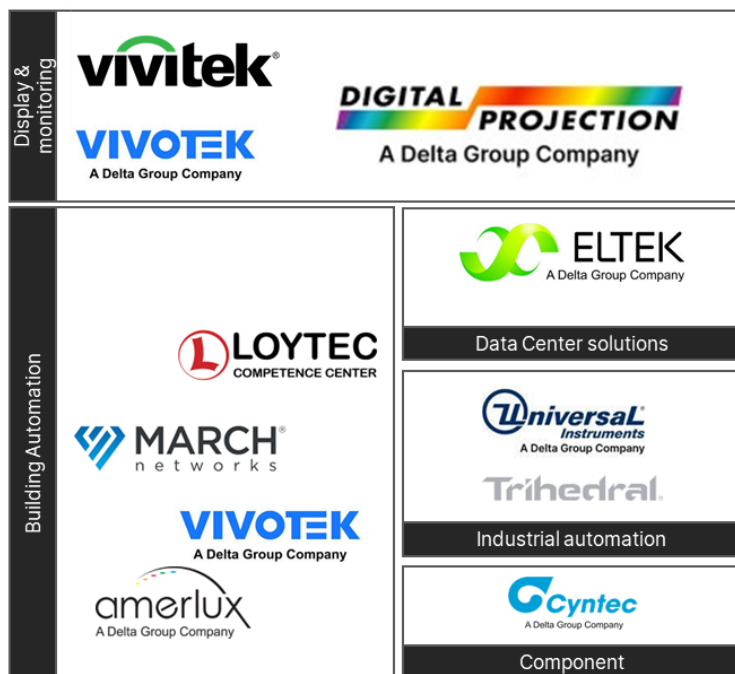 Display &
monitoring
vivitek®
VIVOTEK
A Delta Group Company
DIGITAL
PROJECTION
A Delta Group Company
Building Automation
LOYTEC
COMPETENCE CENTER
MARCH®
networks
VIVOTEK
A Delta Group Company
amerlux
A Delta Group Company
ELTEK
A Delta Group Company
Data Center solutions
Universal®
Instruments
A Delta Group Company
Trihedral®
Industrial automation
Cyntec
A Delta Group Company
Component